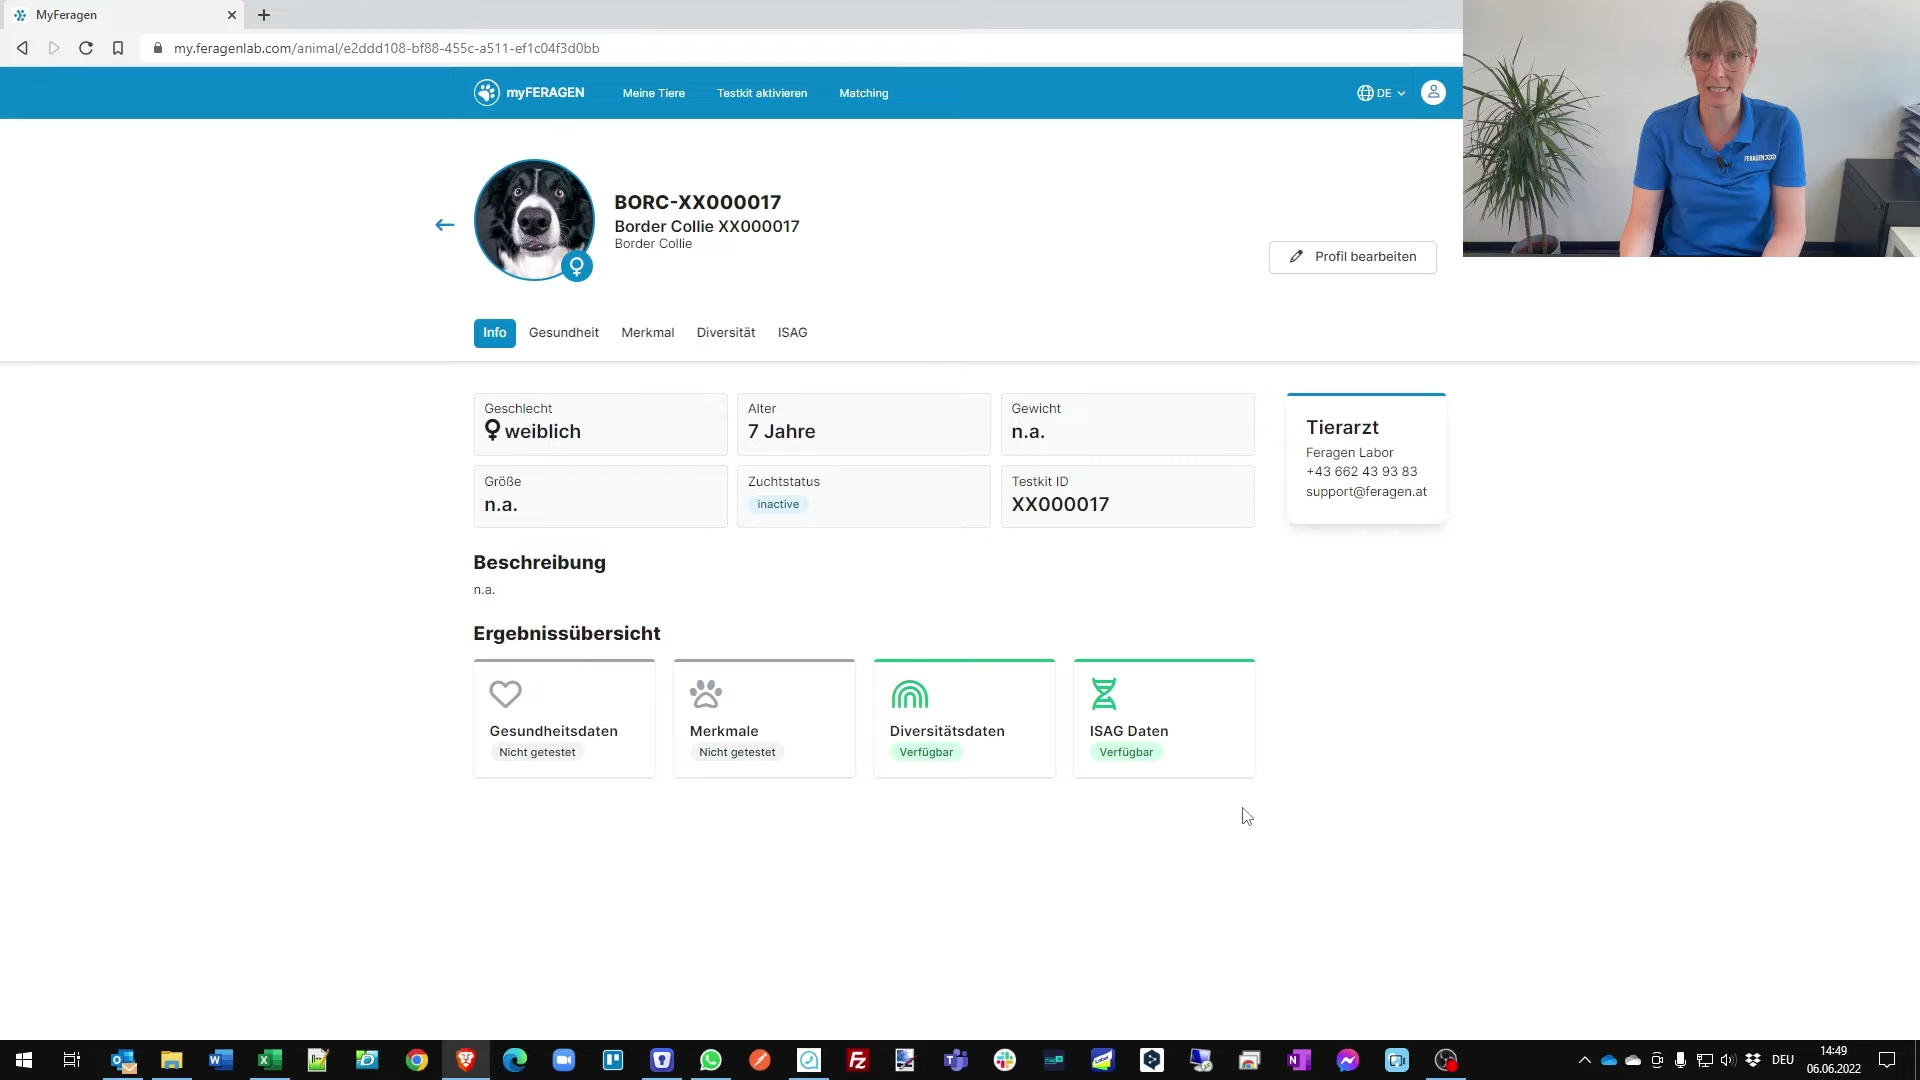 MyFeragen
my.feragenlab.com/animal/e2ddd108-bf88-455c-a511-ef1c04f3d0bb
myFERAGEN
Meine Tiere
Testkit aktivieren
Matching
DE
FERAGEN
BORC-XX000017
Border Collie XX000017
Border Collie
Profil bearbeiten
Info
Gesundheit
Merkmal
Diversität
ISAG
Geschlecht
weiblich
Alter
7 Jahre
Gewicht
n.a.
Größe
n.a.
Zuchtstatus
inactive
Testkit ID
XX000017
Tierarzt
Feragen Labor
+43 662 43 93 83
support@feragen.at
Beschreibung
n.a.
Ergebnissübersicht
Gesundheitsdaten
Nicht getestet
Merkmale
Nicht getestet
Diversitätsdaten
Verfügbar
ISAG Daten
Verfügbar
DEU
14:49
06.06.2022